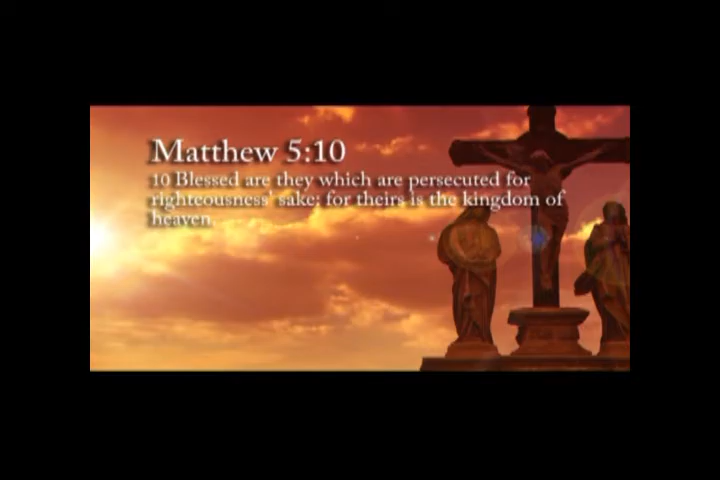 Matthew 5:10
10 Blessed are they which are persecuted for
righteousness' sake: for theirs is the kingdom of
heaven.